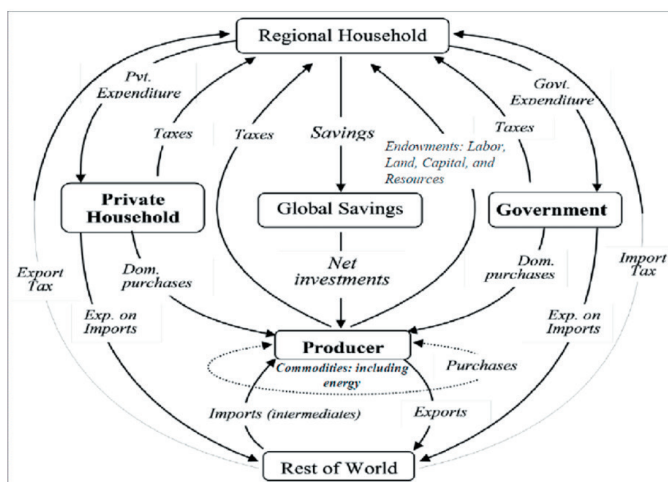 Regional Household
Pvt.
Expenditure
Govt.
Expenditure
Taxes
Taxes
Savings
Taxes
Endowments: Labor,
Land, Capital, and
Resources
Private
Household
Global Savings
Government
Export
Tax
Dom.
purchases
Net
investments
Dom.
purchases
Import
Tax
Exp. on
Imports
Exp. on
Imports
Producer
Commodities: including
energy
Purchases
Imports (intermediates)
Exports
Rest of World